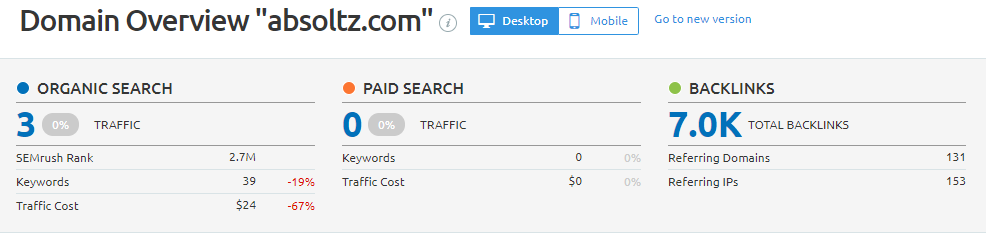 Domain Overview "absoltz.com" i Desktop Mobile Go to new version
ORGANIC SEARCH
3 0% TRAFFIC
SEMrush Rank 2.7M
Keywords 39 -19%
Traffic Cost $24 -67%
PAID SEARCH
0 0% TRAFFIC
Keywords 0 0%
Traffic Cost $0 0%
BACKLINKS
7.0K TOTAL BACKLINKS
Referring Domains 131
Referring IPs 153